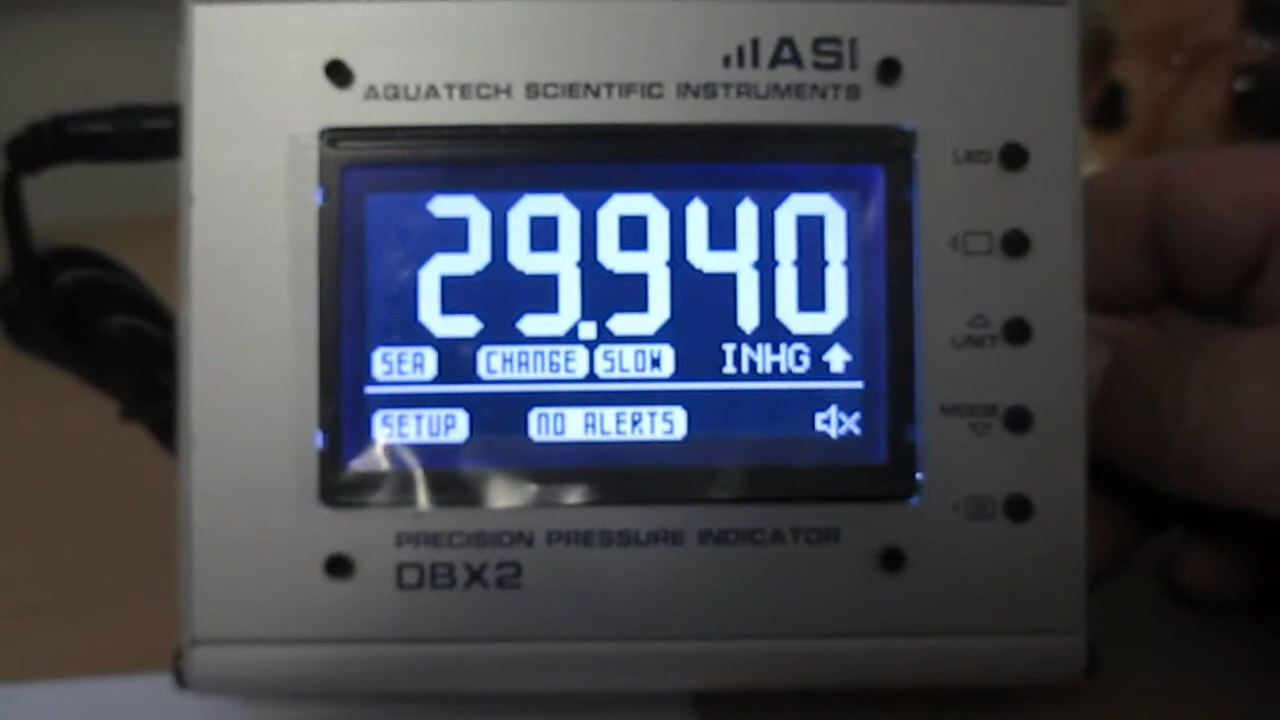 ASI
AQUATECH SCIENTIFIC INSTRUMENTS
LED
29.940
UNIT
SEA CHANGE SLOW INHG
MODE
SETUP NO ALERTS
PRECISION PRESSURE INDICATOR
DBX2